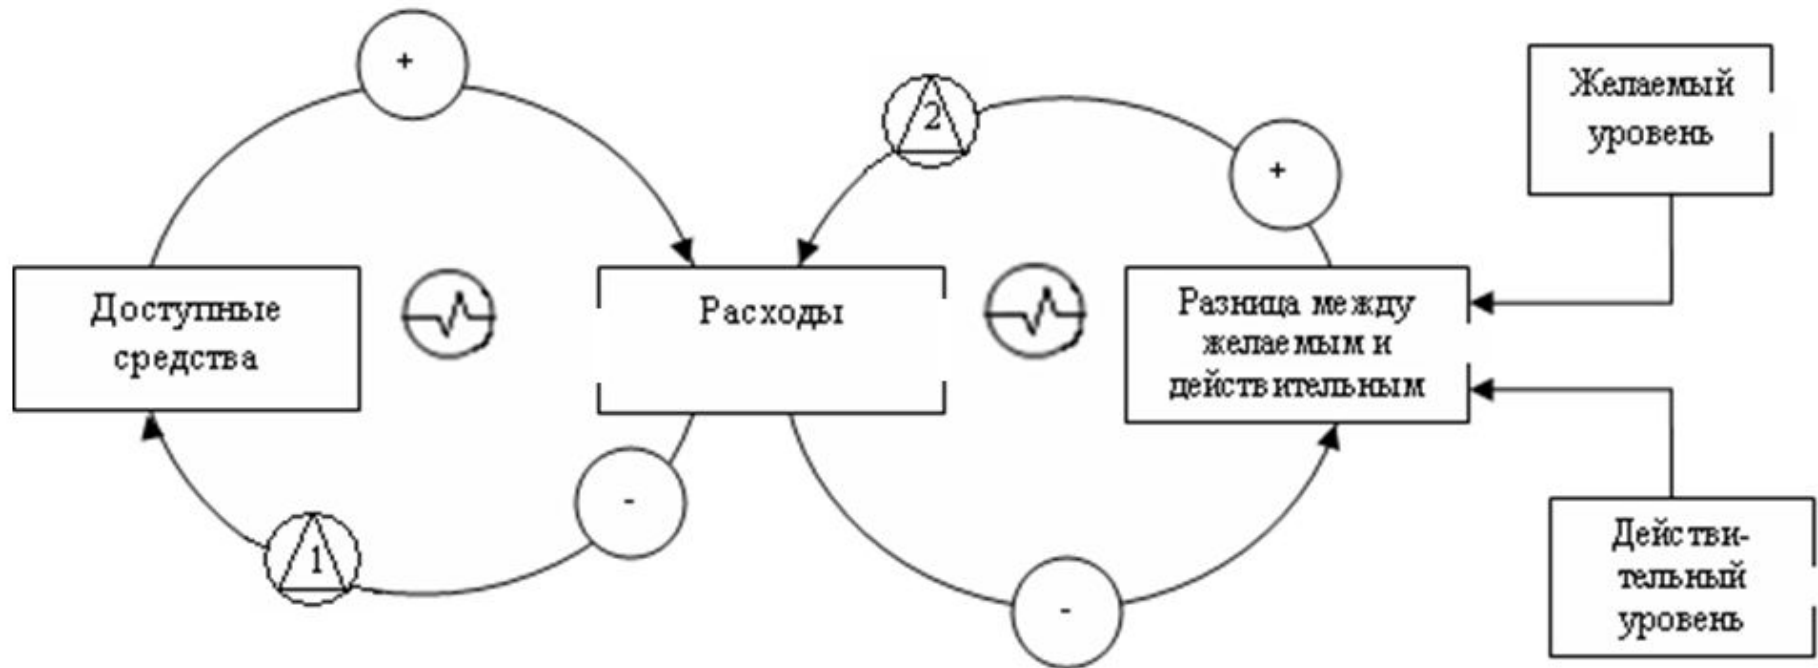 +
2
+
Желаемый
уровень
Доступные
средства
Расходы
Разница между
желаемым и
действительным
-
1
-
Действи-
тельный
уровень